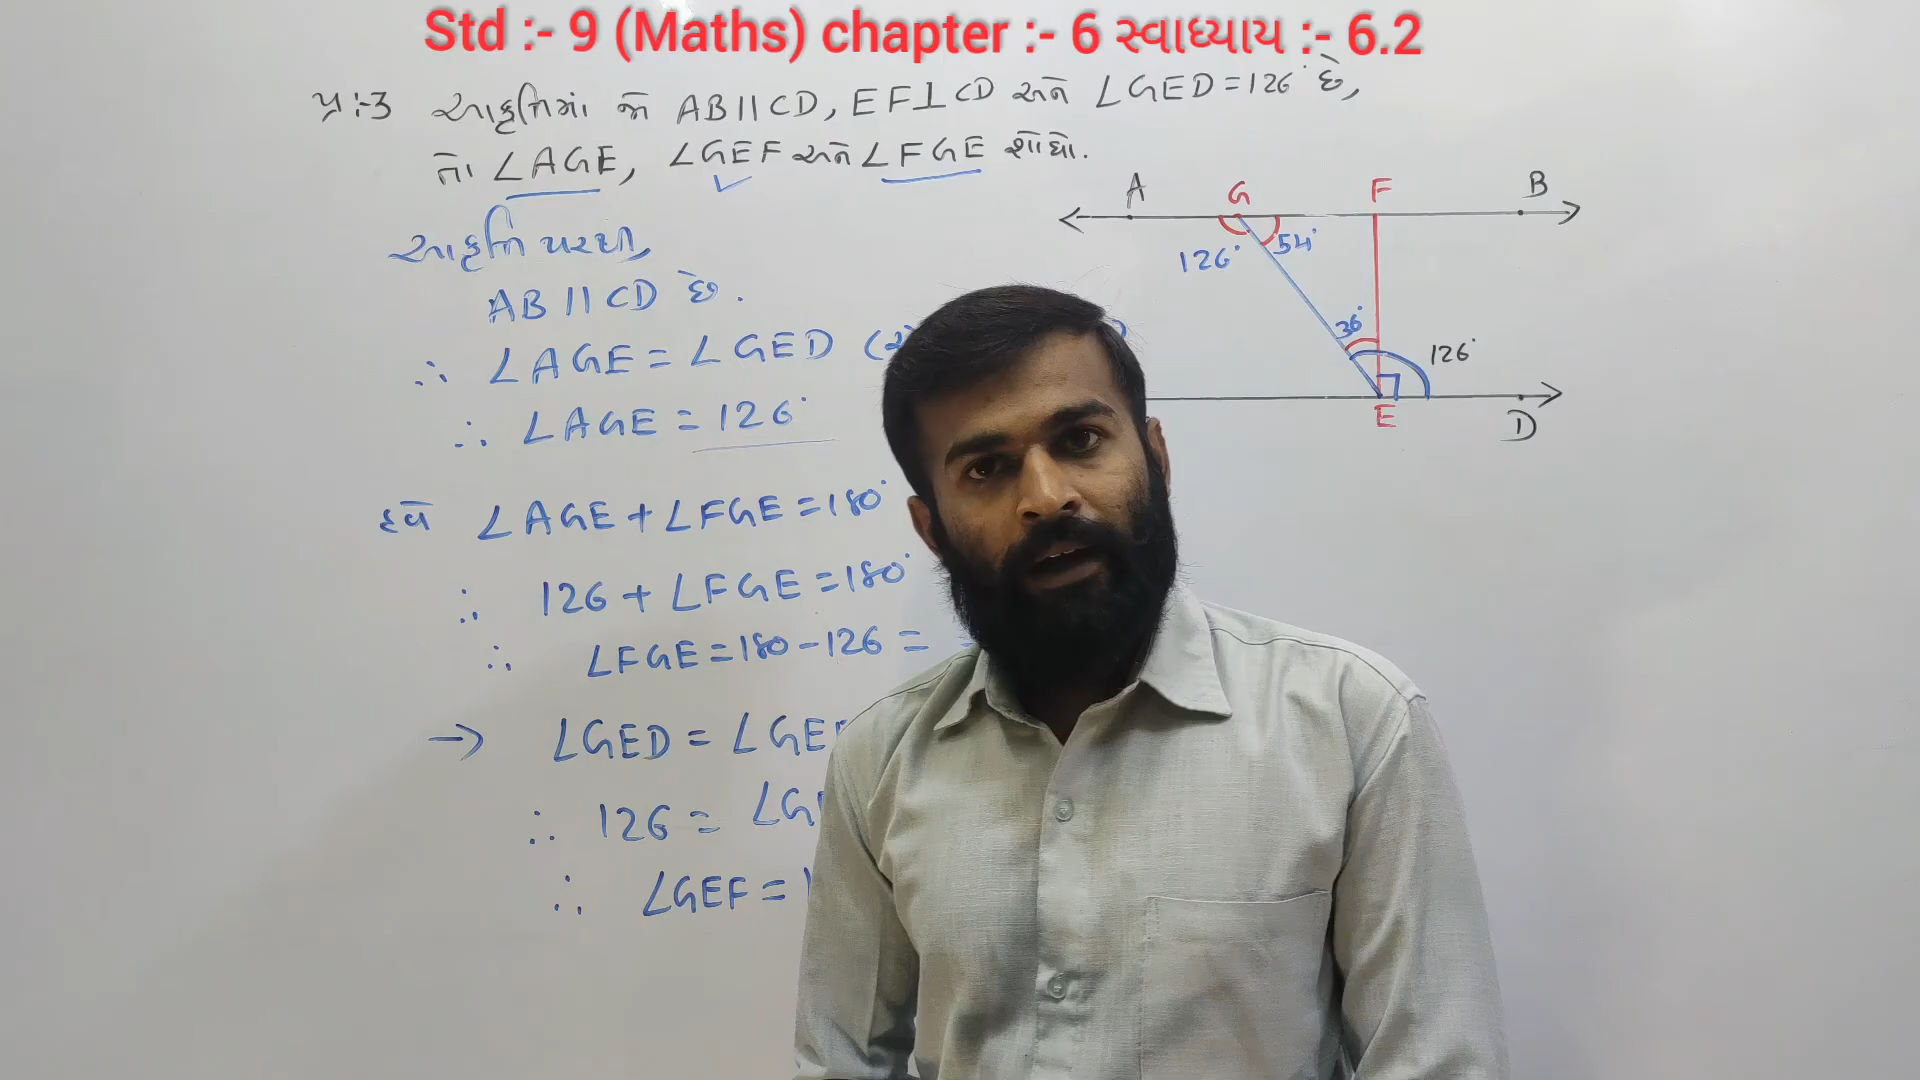 Std :- 9 (Maths) chapter :- 6 સ્વાધ્યાય :- 6.2
પ્ર :-3 આકૃતિમાં જો AB||CD, EF⊥CD અને ∠GED=126° છે,
તો ∠AGE, ∠GEF અને ∠FGE શોધો.
A G F B
126° 54°
36° 126°
E D
આકૃતિ પરથી,
AB || CD છે.
∴ ∠AGE = ∠GED
∴ ∠AGE = 126°
હવે ∠AGE + ∠FGE = 180°
∴ 126 + ∠FGE = 180°
∴ ∠FGE = 180 - 126 =
→ ∠GED =
∴ 126 =
∴ ∠GEF =